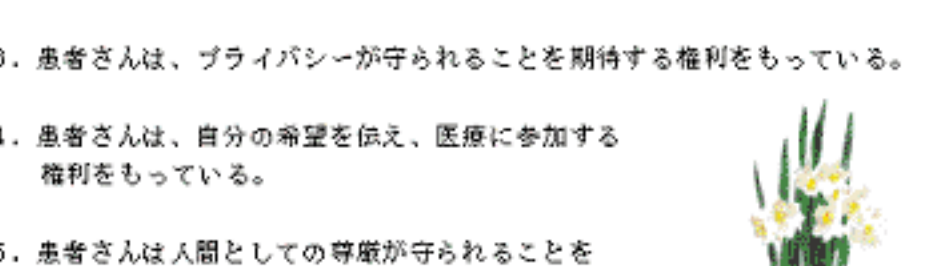 3. 患者さんは、プライバシーが守られることを期待する権利をもっている。
4. 患者さんは、自分の希望を伝え、医療に参加する
権利をもっている。
5. 患者さんは人間としての尊厳が守られることを